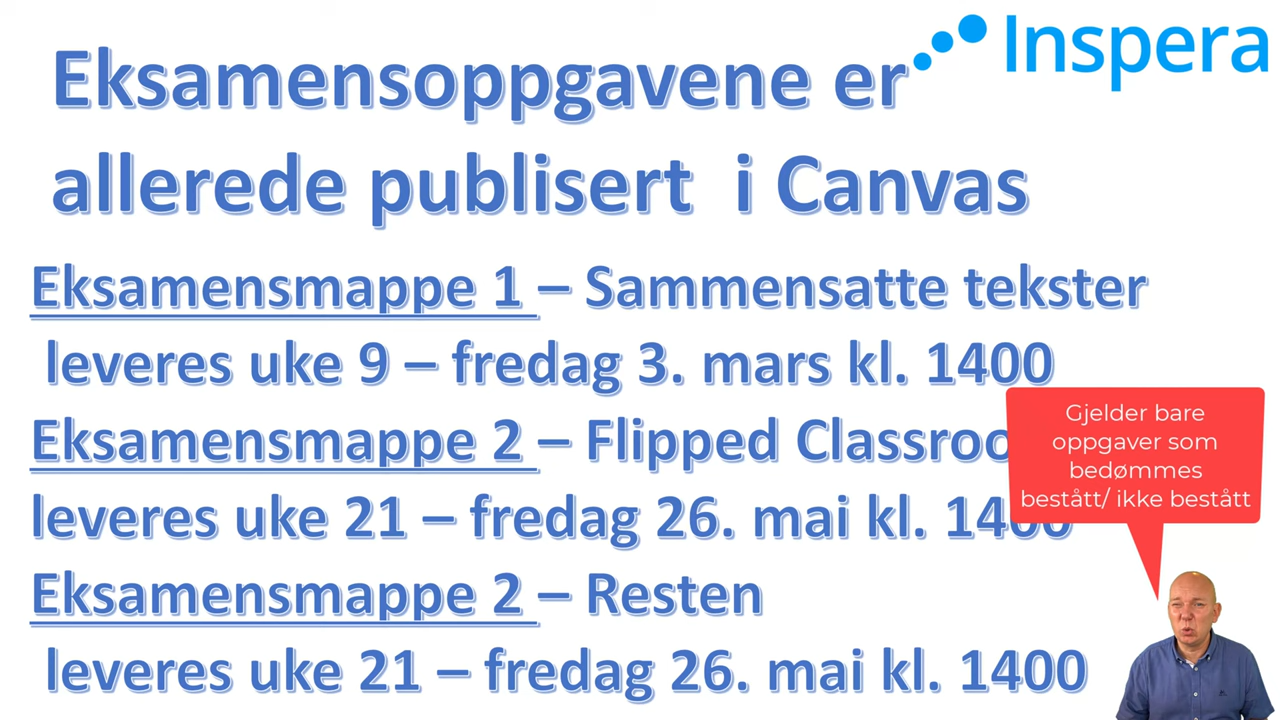 Inspera
Eksamensoppgavene er
allerede publisert i Canvas
Eksamensmappe 1 – Sammensatte tekster
leveres uke 9 – fredag 3. mars kl. 1400
Eksamensmappe 2 – Flipped
leveres uke 21 – fredag 26. mai kl. 1400
Eksamensmappe 2 – Resten
leveres uke 21 – fredag 26. mai kl. 1400
Gjelder bare
oppgaver som
bedømmes
bestått/ ikke bestått